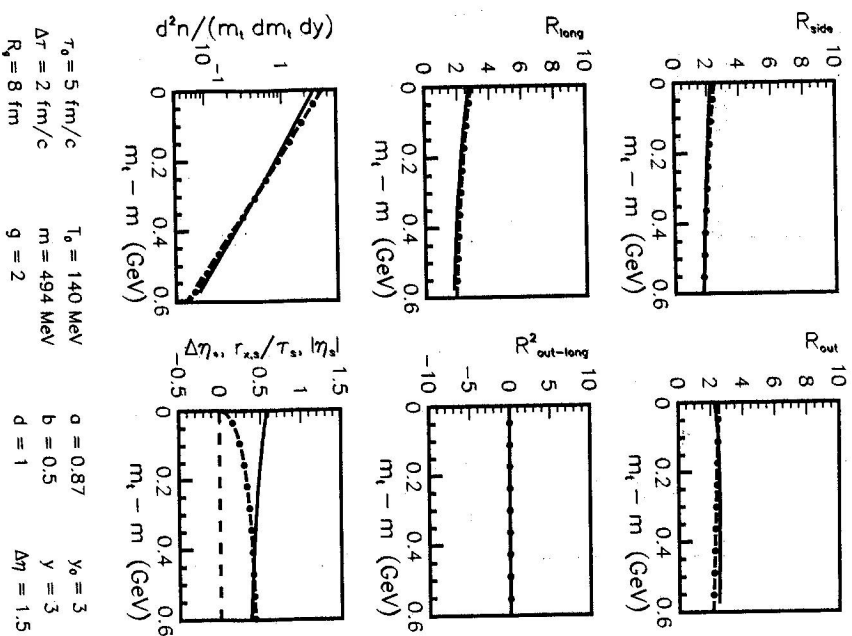 R_side
10
8
6
4
2
0
0 0.2 0.4 0.6
m_t − m (GeV)
R_out
10
8
6
4
2
0
0 0.2 0.4 0.6
m_t − m (GeV)
R_long
10
8
6
4
2
0
0 0.2 0.4 0.6
m_t − m (GeV)
R²_out−long
10
5
0
−5
−10
0 0.2 0.4 0.6
m_t − m (GeV)
d²n/(m_t dm_t dy)
1
10⁻¹
0 0.2 0.4 0.6
m_t − m (GeV)
Δη_*, r_x,s/τ_s, |η_s|
1.5
1
0.5
0
−0.5
0 0.2 0.4 0.6
m_t − m (GeV)
τ₀ = 5 fm/c T₀ = 140 MeV a = 0.87 y₀ = 3
Δτ = 2 fm/c m = 494 MeV b = 0.5 y = 3
R_g = 8 fm g = 2 d = 1 Δη = 1.5